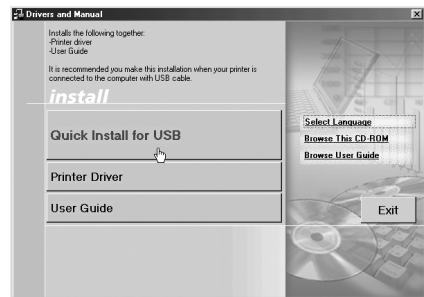 Drivers and Manual
Installs the following together:
-Printer driver
-User Guide
It is recommended you make this installation when your printer is
connected to the computer with USB cable.
install
Quick Install for USB
Printer Driver
User Guide
Select Language
Browse This CD-ROM
Browse User Guide
Exit